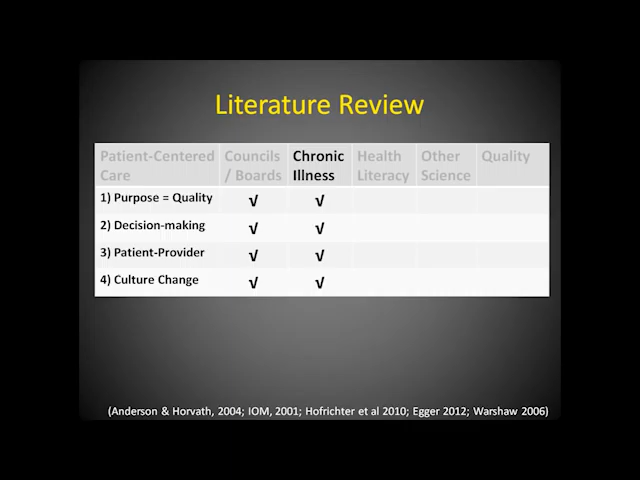 Literature Review
Patient-Centered Care Councils / Boards Chronic Illness Health Literacy Other Science Quality
1) Purpose = Quality √ √
2) Decision-making √ √
3) Patient-Provider √ √
4) Culture Change √ √
(Anderson & Horvath, 2004; IOM, 2001; Hofrichter et al 2010; Egger 2012; Warshaw 2006)